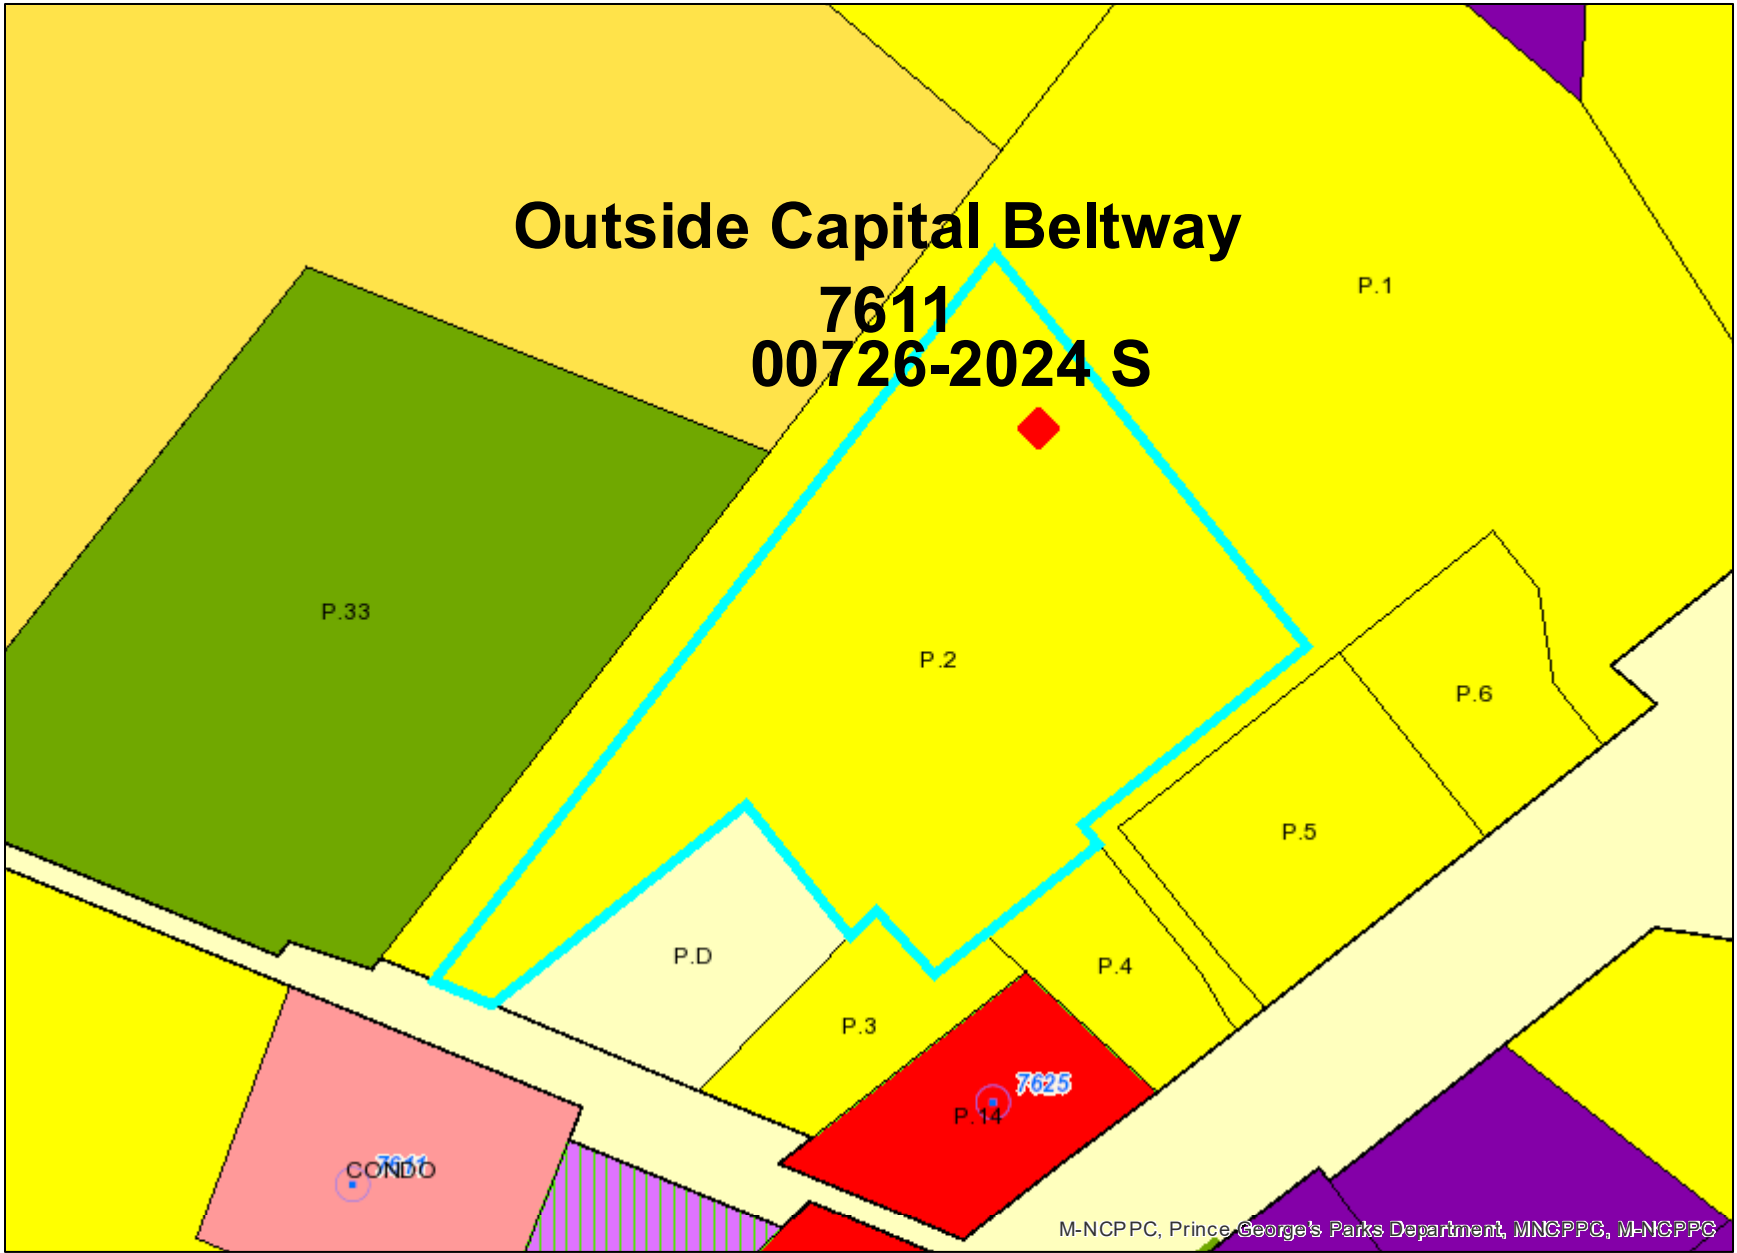 Outside Capital Beltway
P.1
7611
00726-2024 S
P.33
P.2
P.6
P.5
P.D
P.4
P.3
7625
P.14
7611
CONDO
M-NCPPC, Prince George's Parks Department, MNCPPC, M-NCPPC